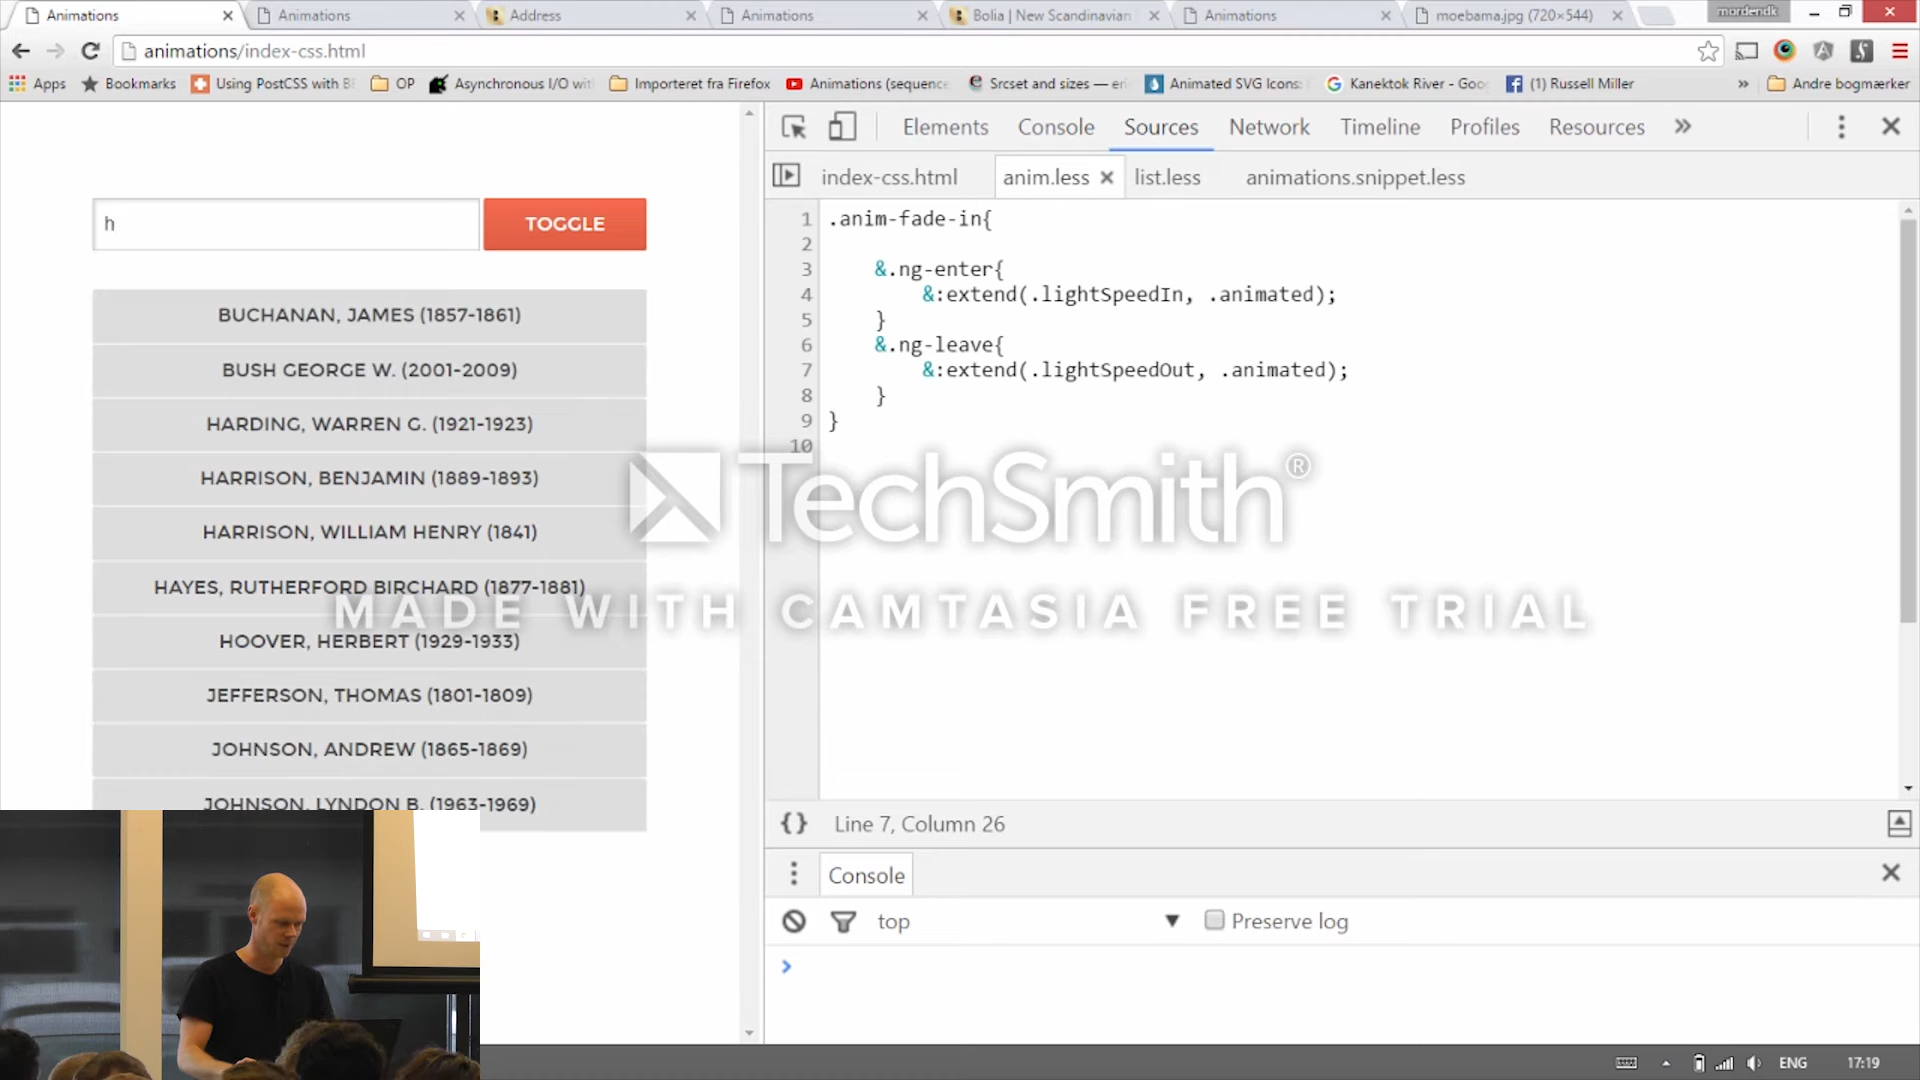 Animations
Animations
Address
Animations
Bolia | New Scandinavian
Animations
moebama.jpg (720×544)
mordendk
animations/index-css.html
Apps
Bookmarks
Using PostCSS with B
OP
Asynchronous I/O wit
Importeret fra Firefox
Animations (sequence
Srcset and sizes — eri
Animated SVG Icons:
Kanektok River - Goo
(1) Russell Miller
»
Andre bogmærker
h
TOGGLE
BUCHANAN, JAMES (1857-1861)
BUSH GEORGE W. (2001-2009)
HARDING, WARREN G. (1921-1923)
HARRISON, BENJAMIN (1889-1893)
HARRISON, WILLIAM HENRY (1841)
HAYES, RUTHERFORD BIRCHARD (1877-1881)
HOOVER, HERBERT (1929-1933)
JEFFERSON, THOMAS (1801-1809)
JOHNSON, ANDREW (1865-1869)
JOHNSON, LYNDON B. (1963-1969)
Elements Console Sources Network Timeline Profiles Resources »
index-css.html anim.less list.less animations.snippet.less
1 .anim-fade-in{
2
3 &.ng-enter{
4 &:extend(.lightSpeedIn, .animated);
5 }
6 &.ng-leave{
7 &:extend(.lightSpeedOut, .animated);
8 }
9 }
10
TechSmith®
MADE WITH CAMTASIA FREE TRIAL
{} Line 7, Column 26
Console
top
Preserve log
>
ENG
17:19